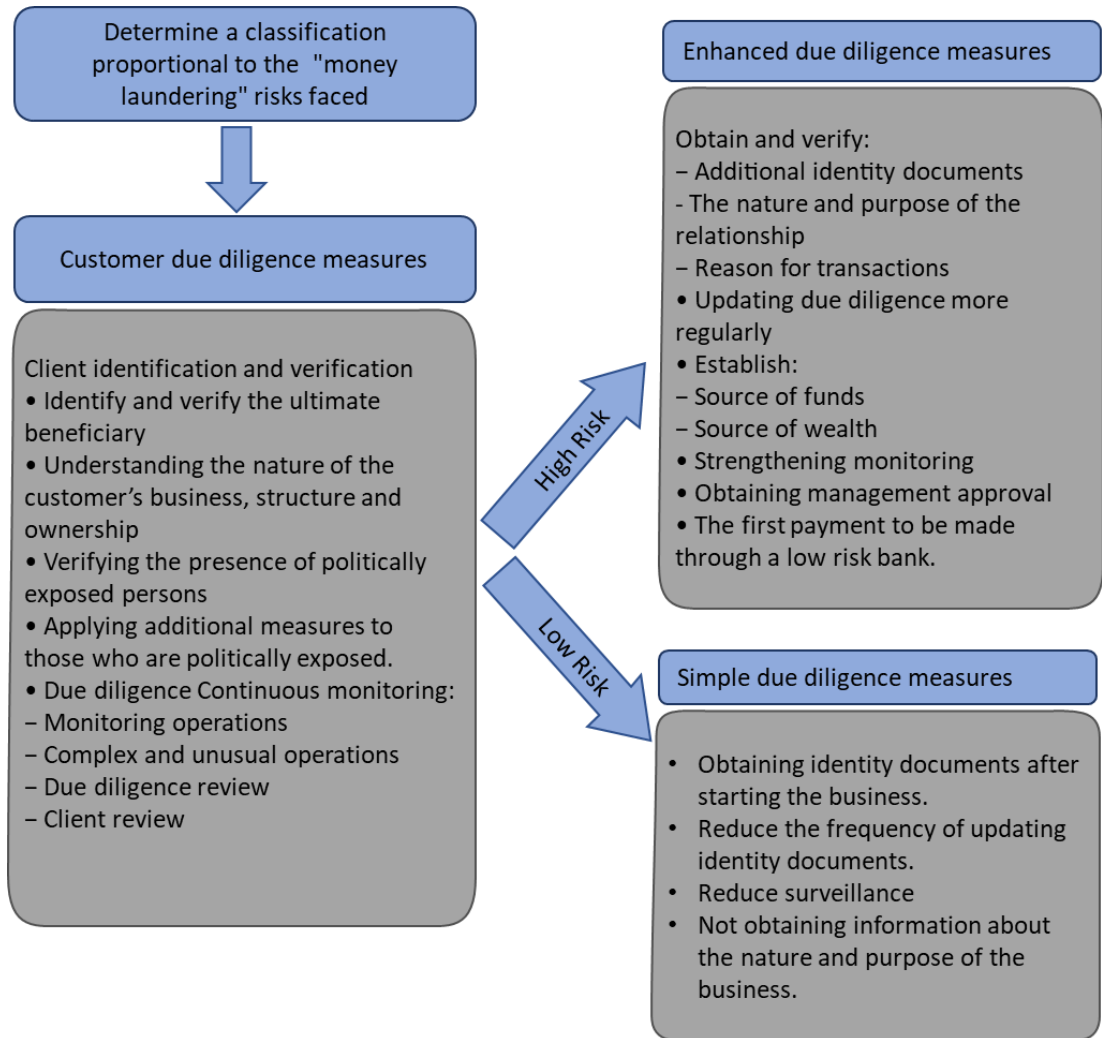 Determine a classification
proportional to the "money
laundering" risks faced
Customer due diligence measures
Client identification and verification
• Identify and verify the ultimate
beneficiary
• Understanding the nature of the
customer’s business, structure and
ownership
• Verifying the presence of politically
exposed persons
• Applying additional measures to
those who are politically exposed.
• Due diligence Continuous monitoring:
– Monitoring operations
– Complex and unusual operations
– Due diligence review
– Client review
High Risk
Low Risk
Enhanced due diligence measures
Obtain and verify:
– Additional identity documents
- The nature and purpose of the
relationship
– Reason for transactions
• Updating due diligence more
regularly
• Establish:
– Source of funds
– Source of wealth
• Strengthening monitoring
• Obtaining management approval
• The first payment to be made
through a low risk bank.
Simple due diligence measures
• Obtaining identity documents after
starting the business.
• Reduce the frequency of updating
identity documents.
• Reduce surveillance
• Not obtaining information about
the nature and purpose of the
business.